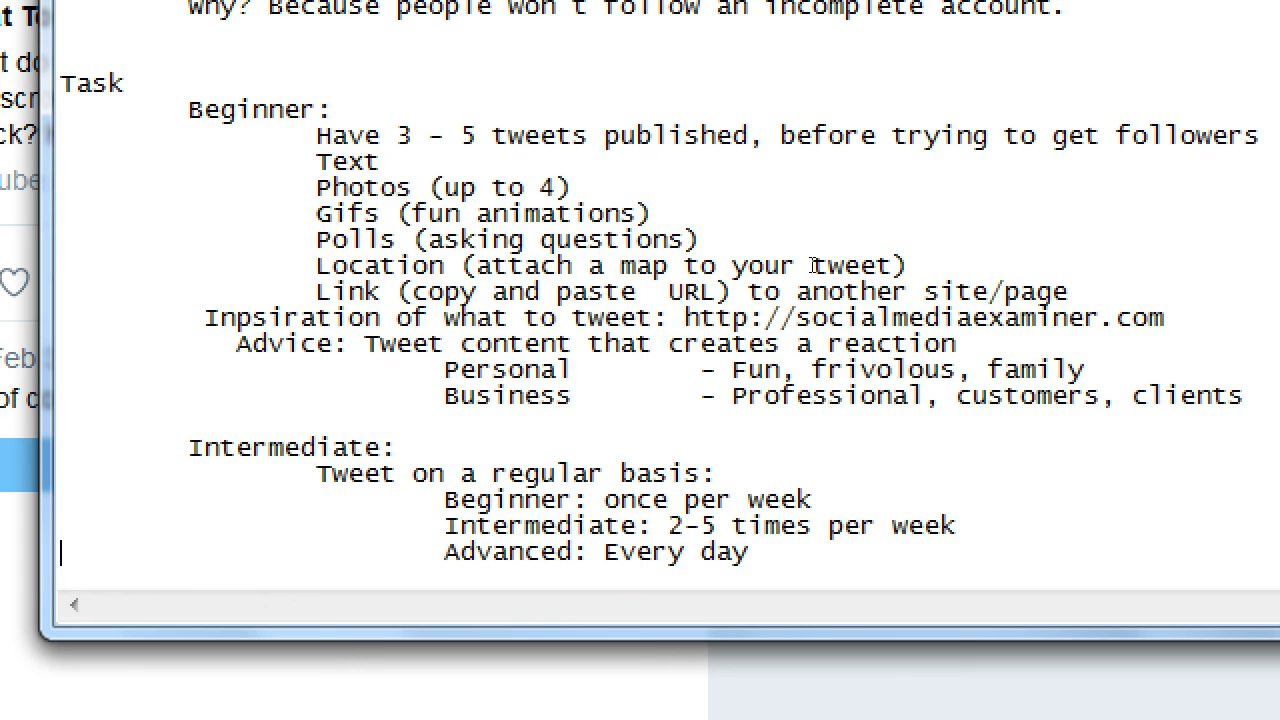 why? Because people won't follow an incomplete account.
Task
Beginner:
Have 3 - 5 tweets published, before trying to get followers
Text
Photos (up to 4)
Gifs (fun animations)
Polls (asking questions)
Location (attach a map to your tweet)
Link (copy and paste  URL) to another site/page
Inpsiration of what to tweet: http://socialmediaexaminer.com
Advice: Tweet content that creates a reaction
Personal - Fun, frivolous, family
Business - Professional, customers, clients
Intermediate:
Tweet on a regular basis:
Beginner: once per week
Intermediate: 2-5 times per week
Advanced: Every day